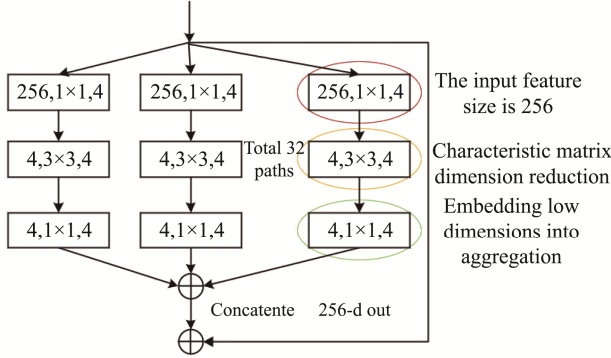 256,1×1,4
256,1×1,4
256,1×1,4
The input feature
size is 256
4,3×3,4
4,3×3,4
Total 32
paths
4,3×3,4
Characteristic matrix
dimension reduction
4,1×1,4
4,1×1,4
4,1×1,4
Embedding low
dimensions into
aggregation
Concatente
256-d out